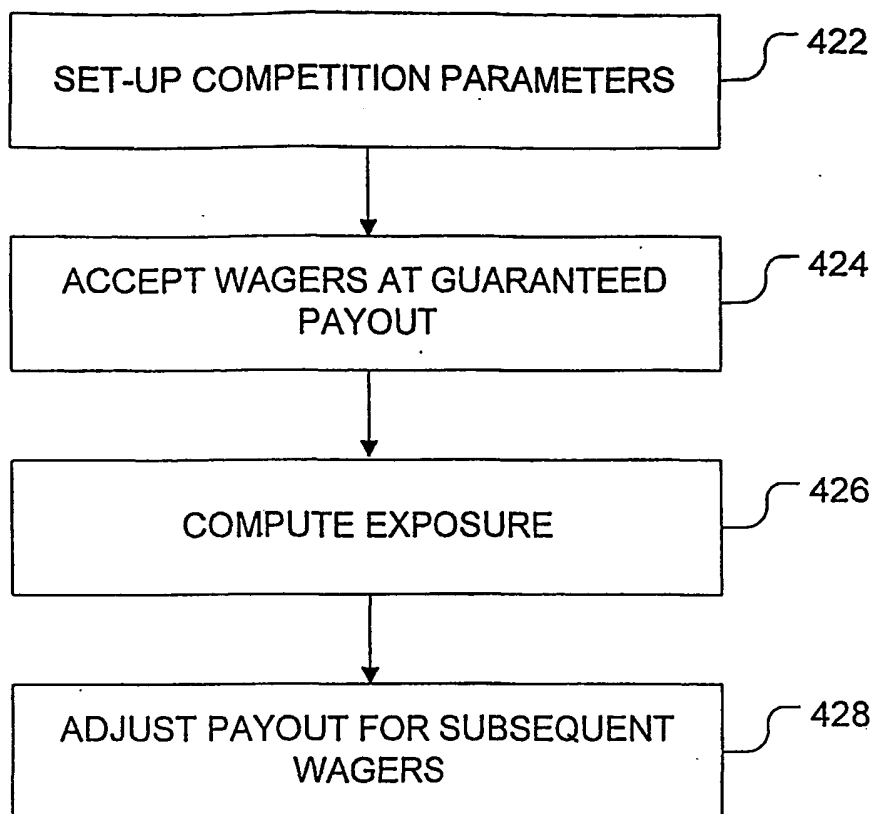 SET-UP COMPETITION PARAMETERS
422
ACCEPT WAGERS AT GUARANTEED
PAYOUT
424
COMPUTE EXPOSURE
426
ADJUST PAYOUT FOR SUBSEQUENT
WAGERS
428